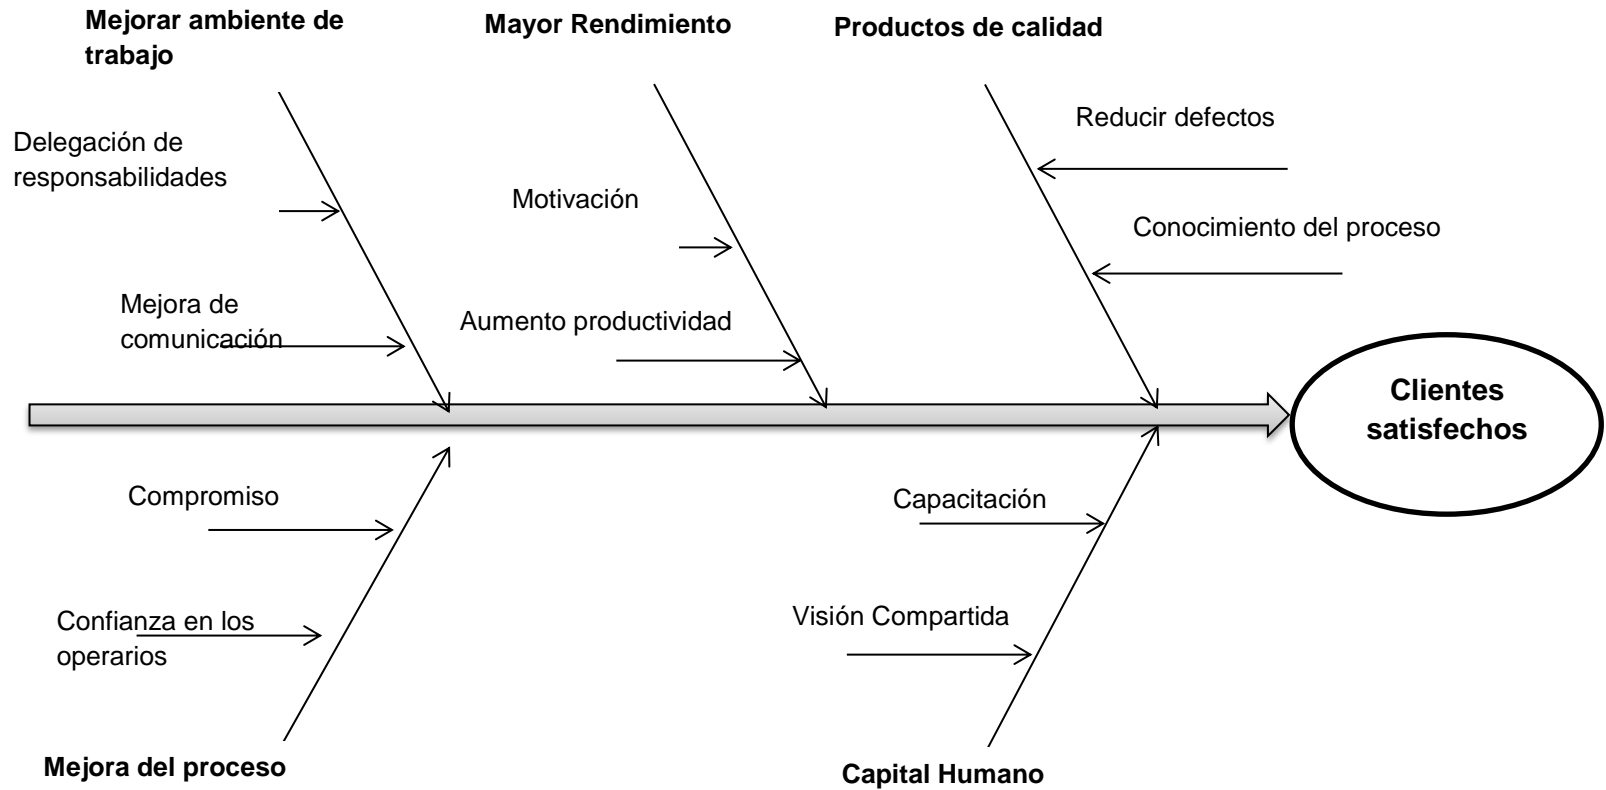 Mejorar ambiente de
trabajo
Mayor Rendimiento
Productos de calidad
Delegación de
responsabilidades
Motivación
Reducir defectos
Conocimiento del proceso
Mejora de
comunicación
Aumento productividad
Clientes
satisfechos
Compromiso
Capacitación
Confianza en los
operarios
Visión Compartida
Mejora del proceso
Capital Humano